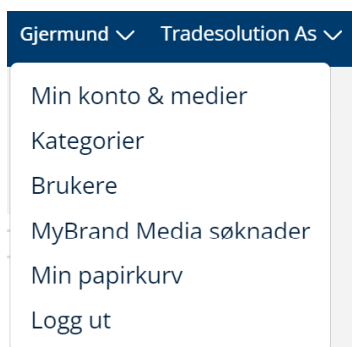 Gjermund Tradesolution As
Min konto & medier
Kategorier
Brukere
MyBrand Media søknader
Min papirkurv
Logg ut